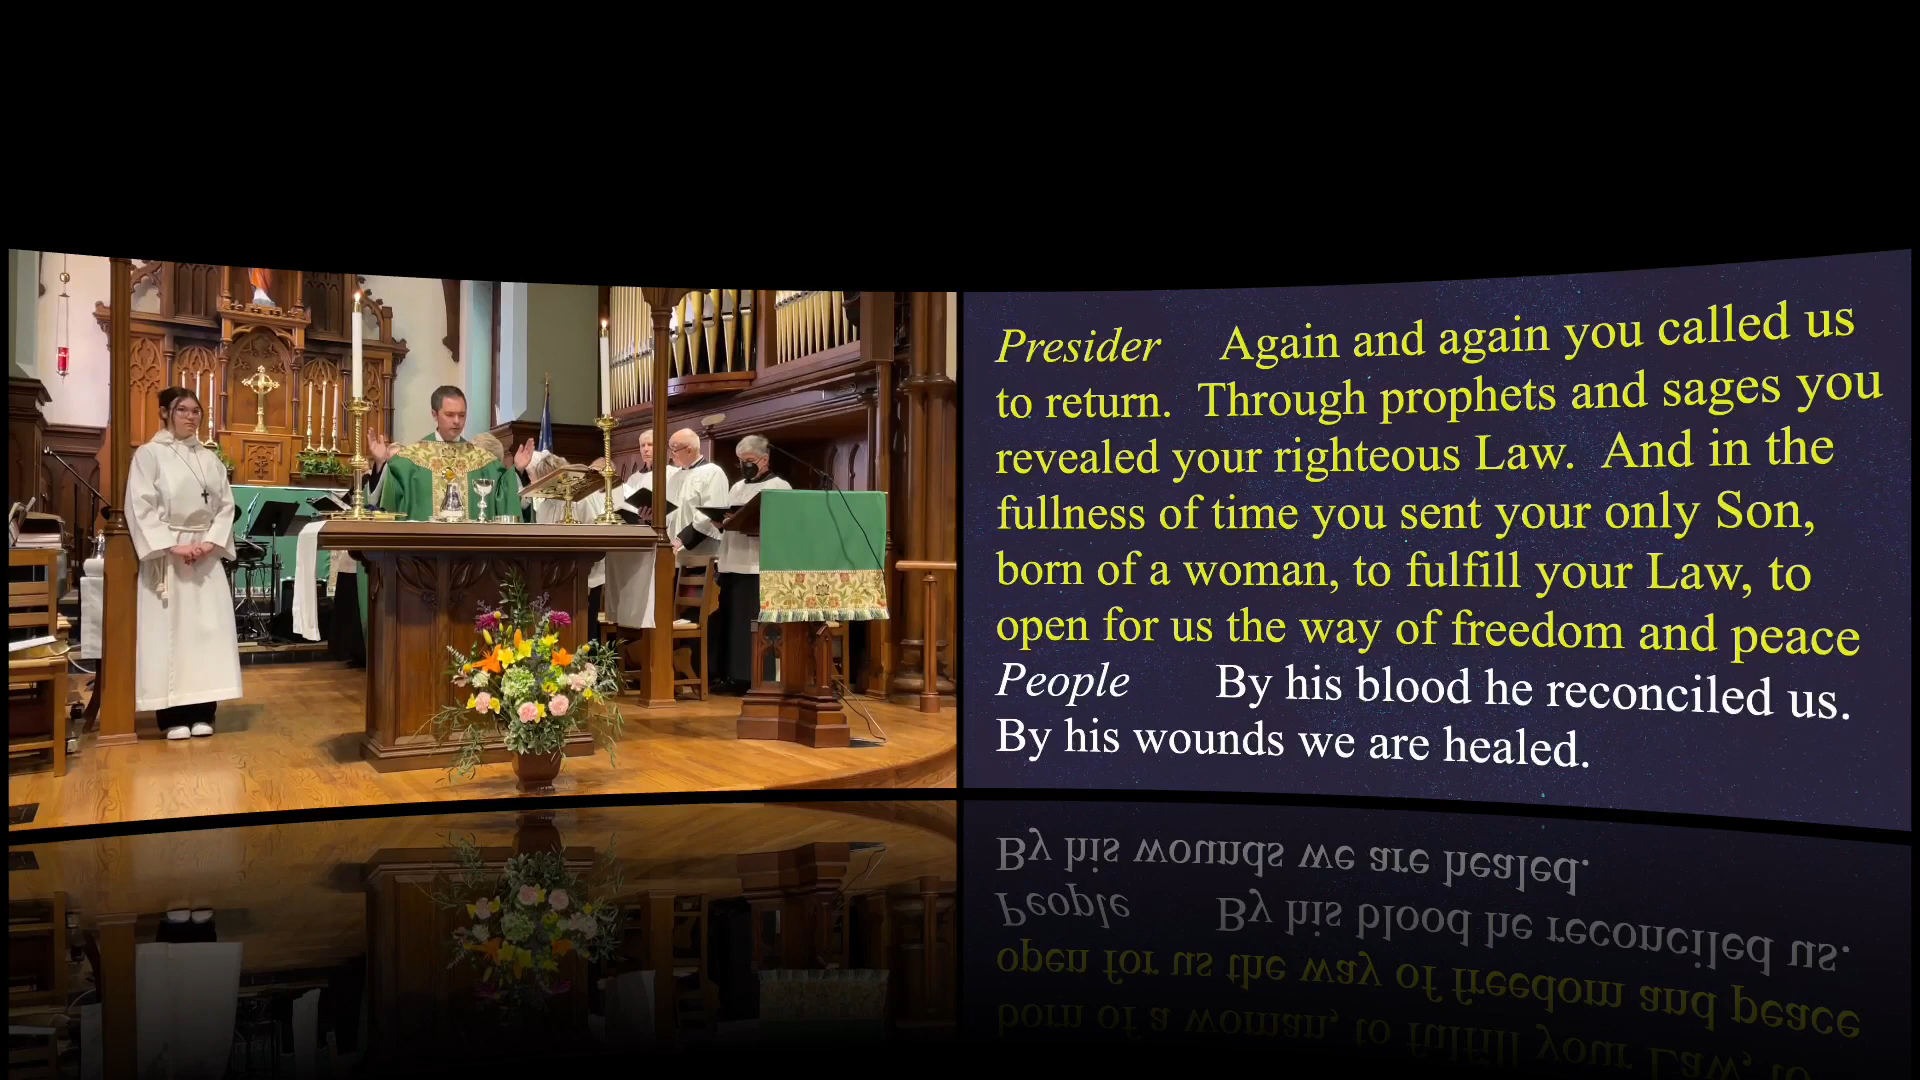 Presider Again and again you called us
to return. Through prophets and sages you
revealed your righteous Law. And in the
fullness of time you sent your only Son,
born of a woman, to fulfill your Law, to
open for us the way of freedom and peace
People By his blood he reconciled us.
By his wounds we are healed.